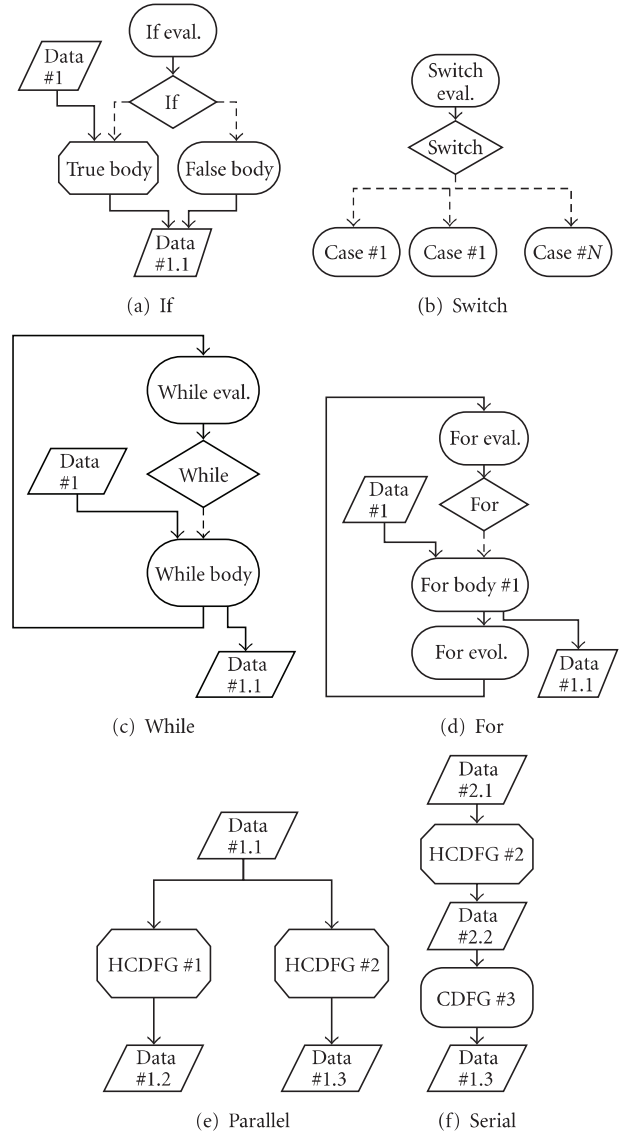 If eval.
Data
#1
If
True body
False body
Data
#1.1
(a) If
Switch
eval.
Switch
Case #1
Case #1
Case #N
(b) Switch
While eval.
Data
#1
While
While body
Data
#1.1
(c) While
For eval.
Data
#1
For
For body #1
For evol.
Data
#1.1
(d) For
Data
#1.1
HCDFG #1
HCDFG #2
Data
#1.2
Data
#1.3
(e) Parallel
Data
#2.1
HCDFG #2
Data
#2.2
CDFG #3
Data
#1.3
(f) Serial